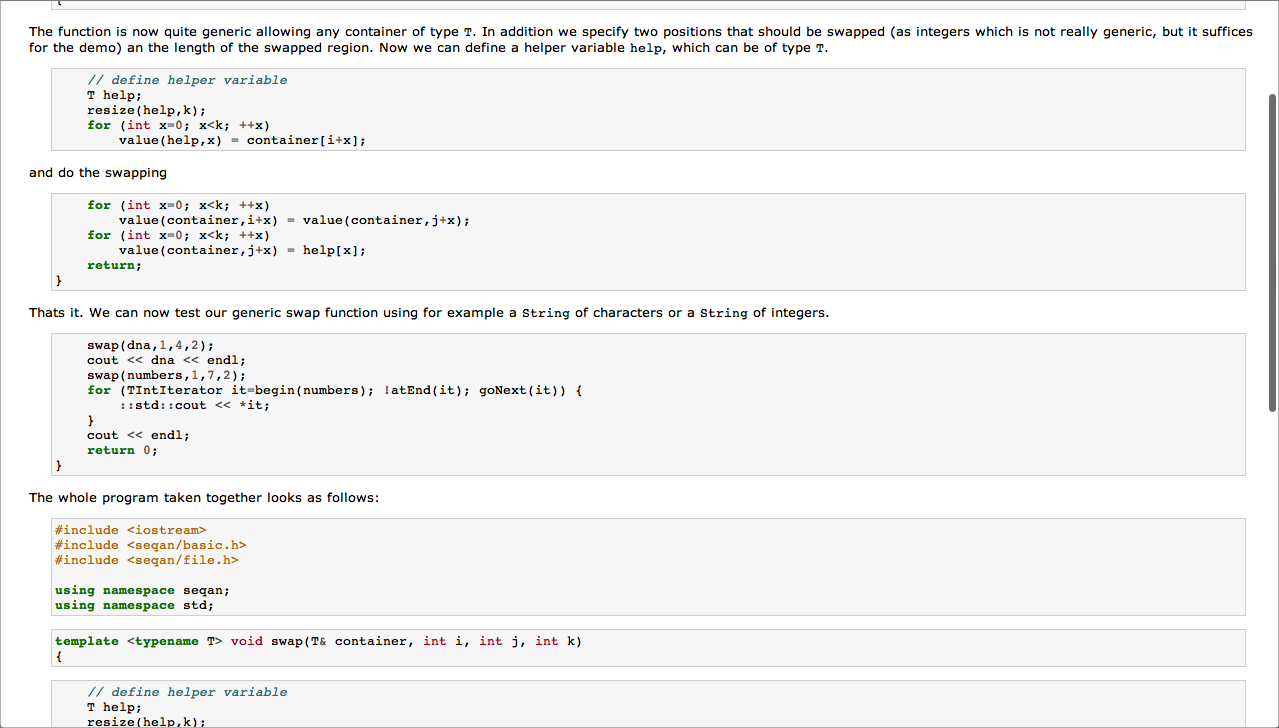 The function is now quite generic allowing any container of type T. In addition we specify two positions that should be swapped (as integers which is not really generic, but it suffices
for the demo) an the length of the swapped region. Now we can define a helper variable help, which can be of type T.
// define helper variable
T help;
resize(help,k);
for (int x=0; x<k; ++x)
value(help,x) = container[i+x];
and do the swapping
for (int x=0; x<k; ++x)
value(container,i+x) = value(container,j+x);
for (int x=0; x<k; ++x)
value(container,j+x) = help[x];
return;
}
Thats it. We can now test our generic swap function using for example a String of characters or a String of integers.
swap(dna,1,4,2);
cout << dna << endl;
swap(numbers,1,7,2);
for (TIntIterator it=begin(numbers); !atEnd(it); goNext(it)) {
::std::cout << *it;
}
cout << endl;
return 0;
}
The whole program taken together looks as follows:
#include <iostream>
#include <seqan/basic.h>
#include <seqan/file.h>
using namespace seqan;
using namespace std;
template <typename T> void swap(T& container, int i, int j, int k)
{
// define helper variable
T help;
resize(help,k);